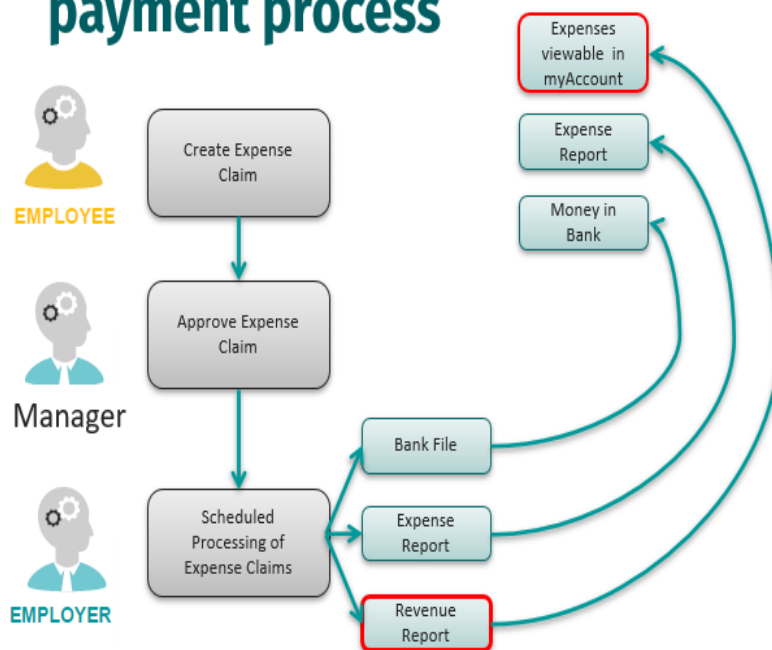 payment process
Expenses
viewable in
myAccount
Create Expense
Claim
Expense
Report
EMPLOYEE
Money in
Bank
Approve Expense
Claim
Manager
Bank File
Scheduled
Processing of
Expense Claims
Expense
Report
EMPLOYER
Revenue
Report